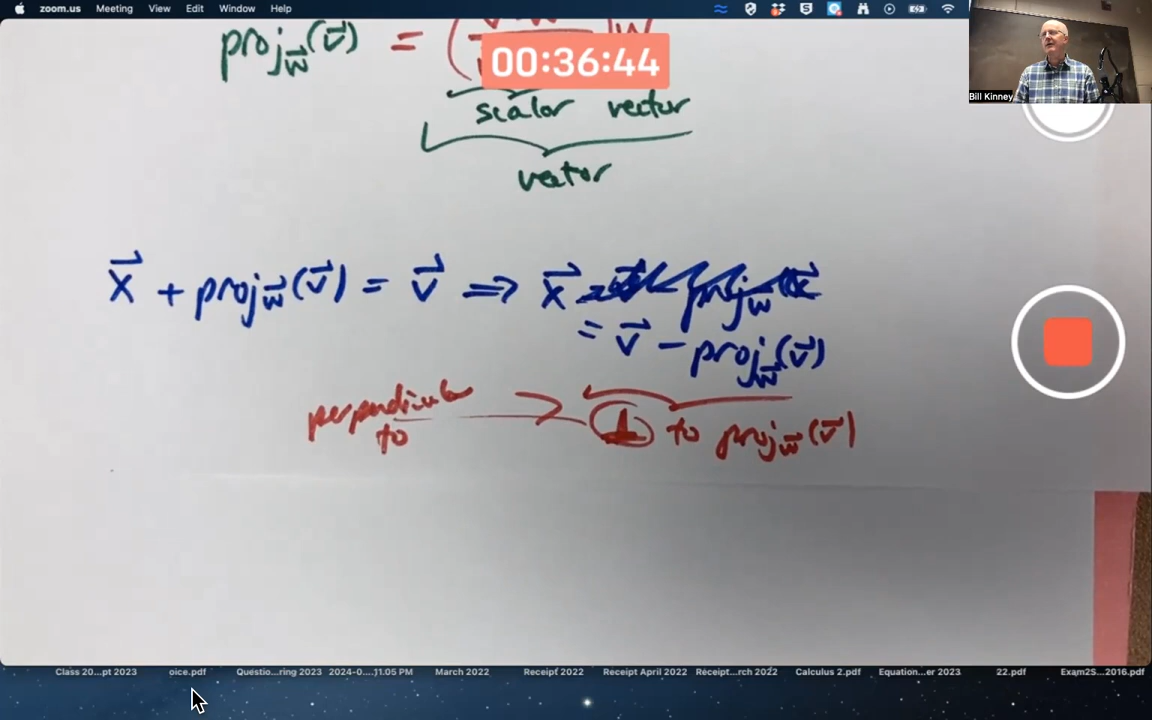 zoom.us Meeting View Edit Window Help
proj_w⃗(v⃗) = ( w⃗
00:36:44
Bill Kinney
scalar vector
vector
x⃗ + proj_w⃗(v⃗) = v⃗ ⇒ x⃗
= v⃗ − proj_w⃗(v⃗)
perpendicular
to
⊥ to proj_w⃗(v⃗)
Class 20...pt 2023 oice.pdf Questio...ring 2023 2024-0....11.05 PM March 2022 Receipt 2022 Receipt April 2022 Receipt...rch 2022 Calculus 2.pdf Equation...er 2023 22.pdf Exam2S...2016.pdf